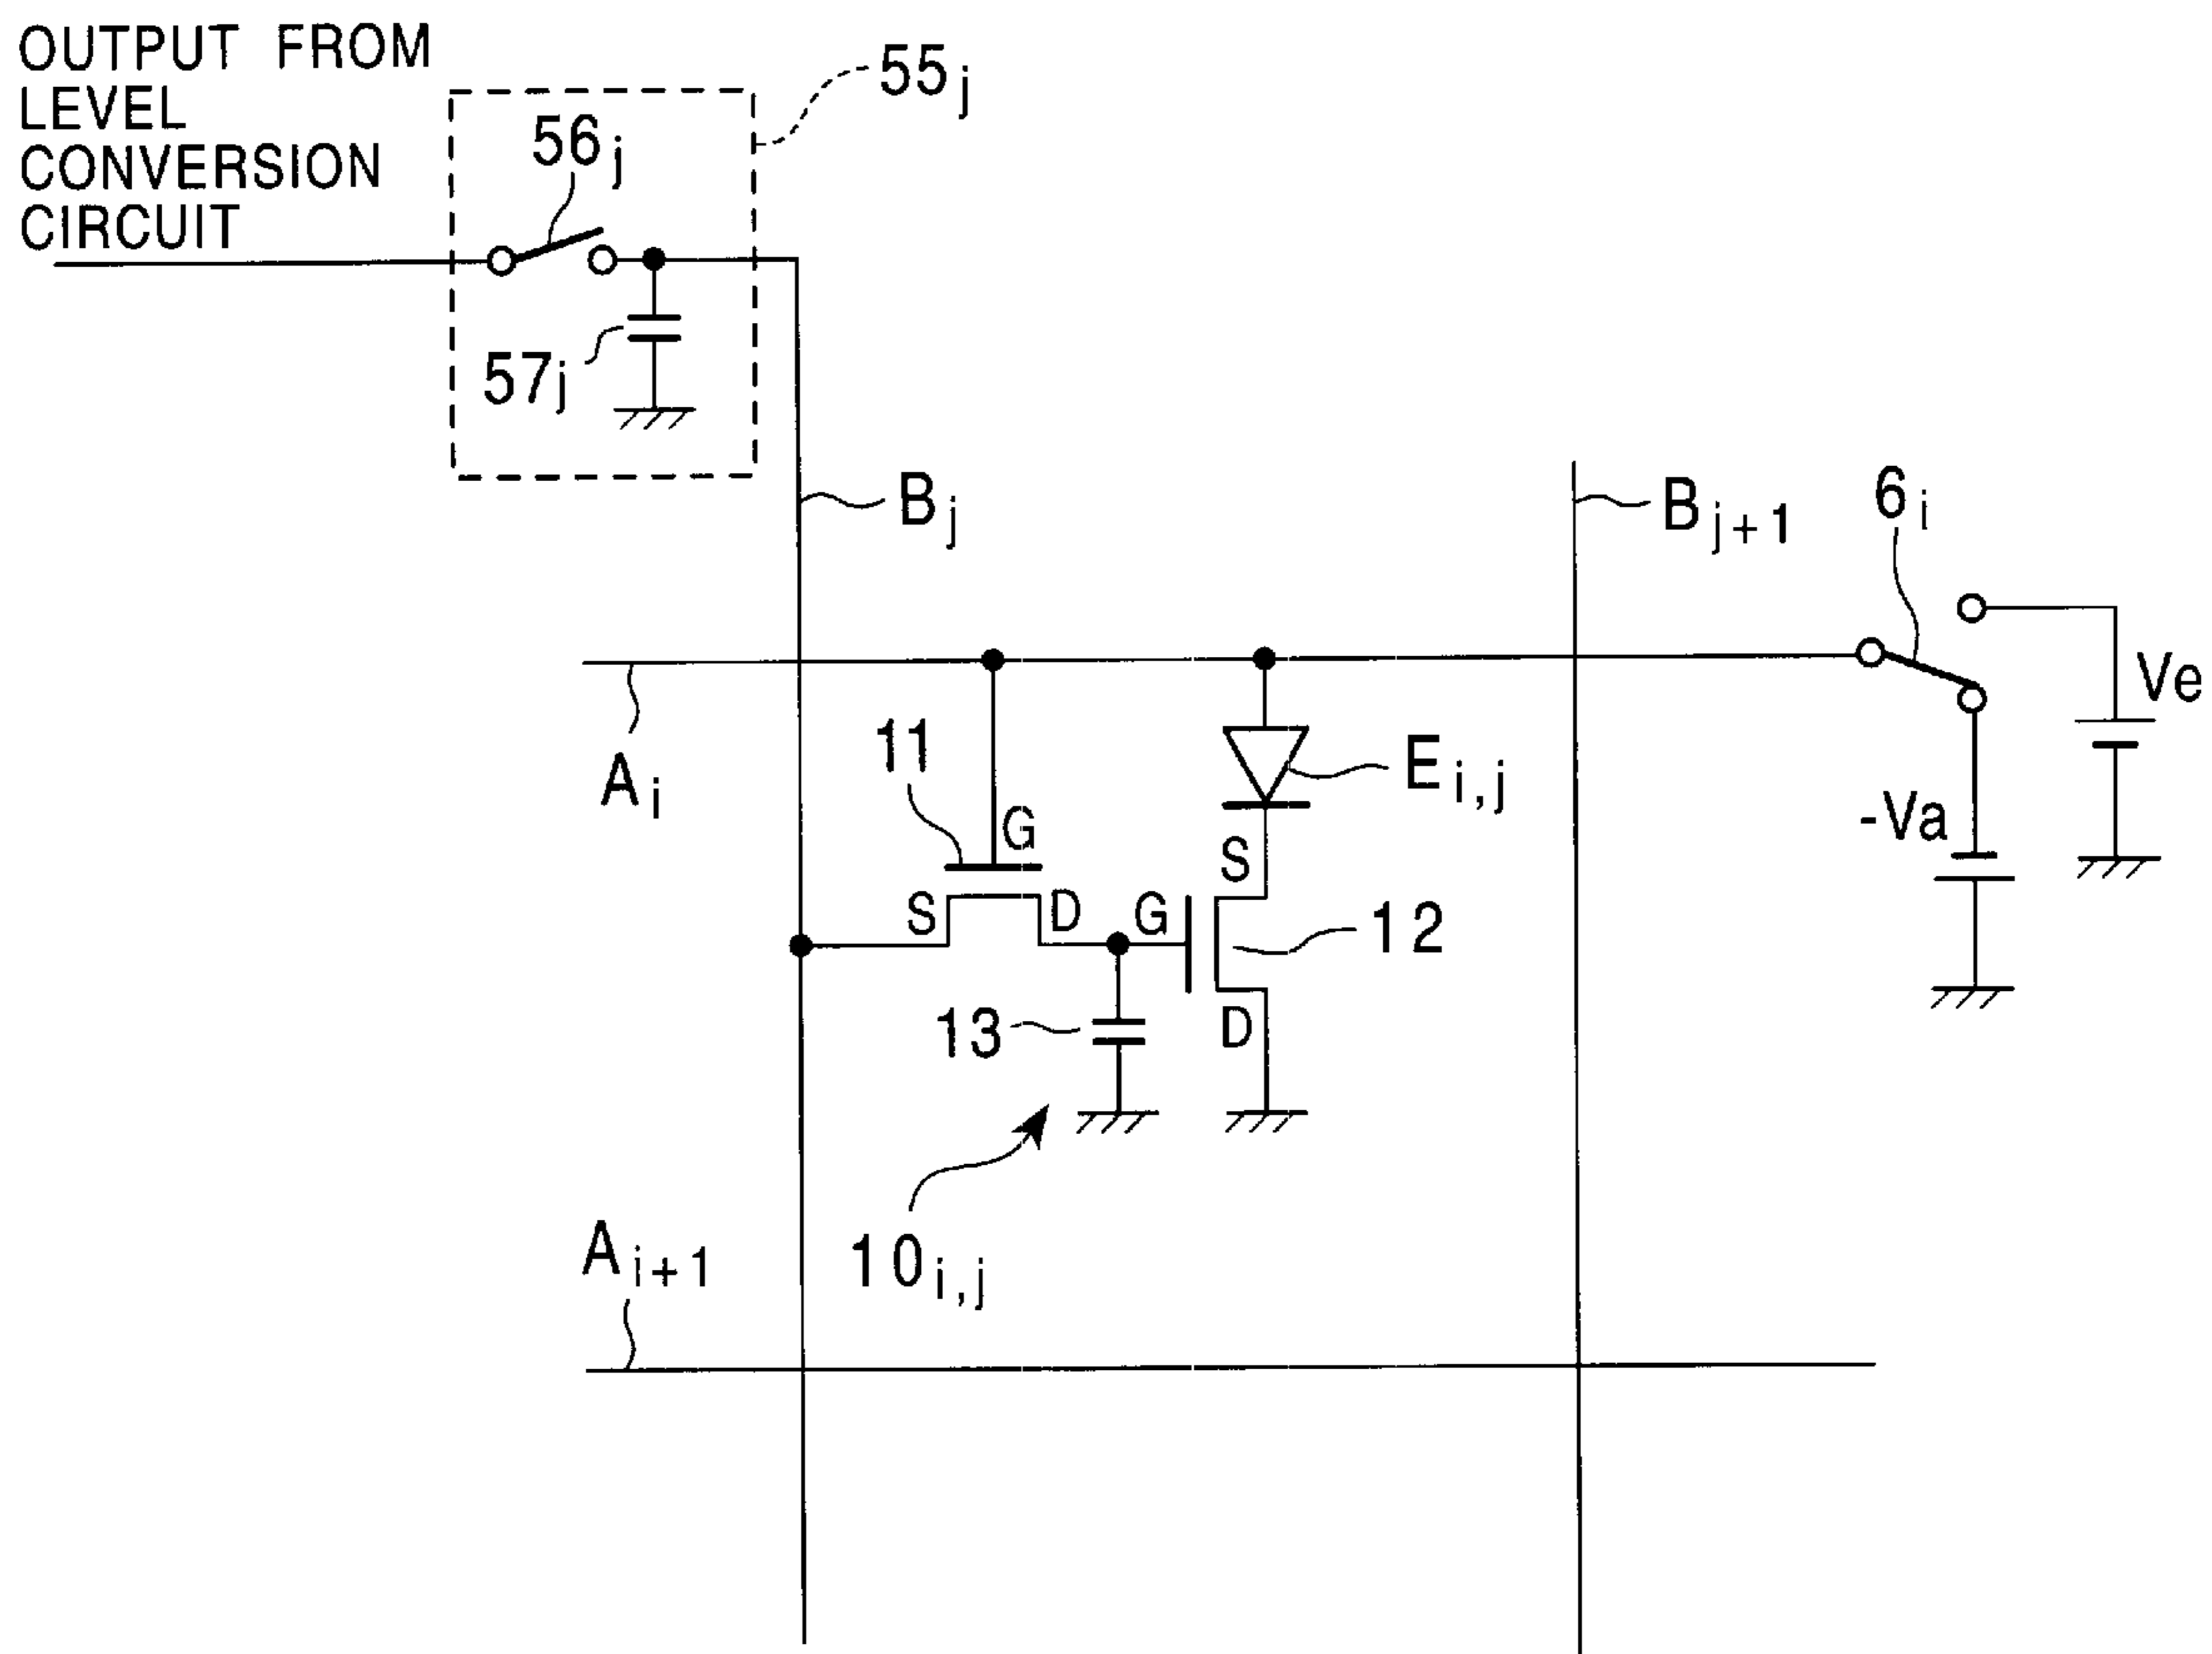 OUTPUT FROM
LEVEL
CONVERSION
CIRCUIT
55j
56j
57j
Bj
Bj+1
6i
Ve
-Va
Ai
11
G
S
D
Ei,j
S
G
12
D
13
10i,j
Ai+1